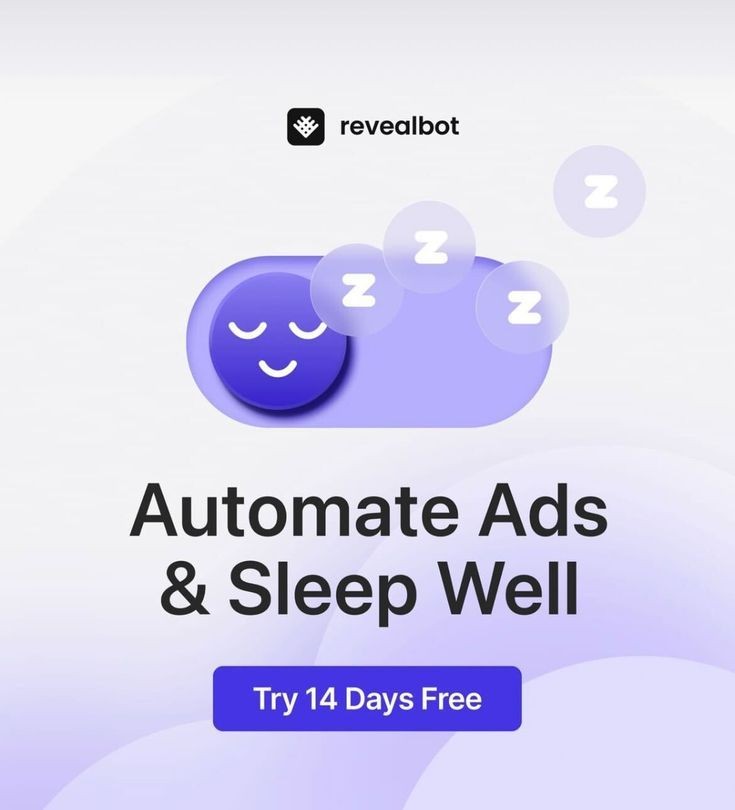 revealbot
z
z
z
z
Automate Ads
& Sleep Well
Try 14 Days Free